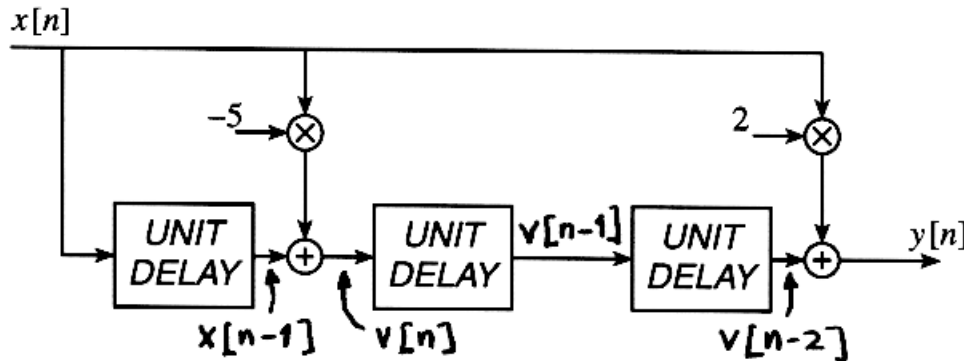 x[n]
-5
2
UNIT DELAY
UNIT DELAY
V[n-1]
UNIT DELAY
y[n]
X[n-1]
V[n]
V[n-2]